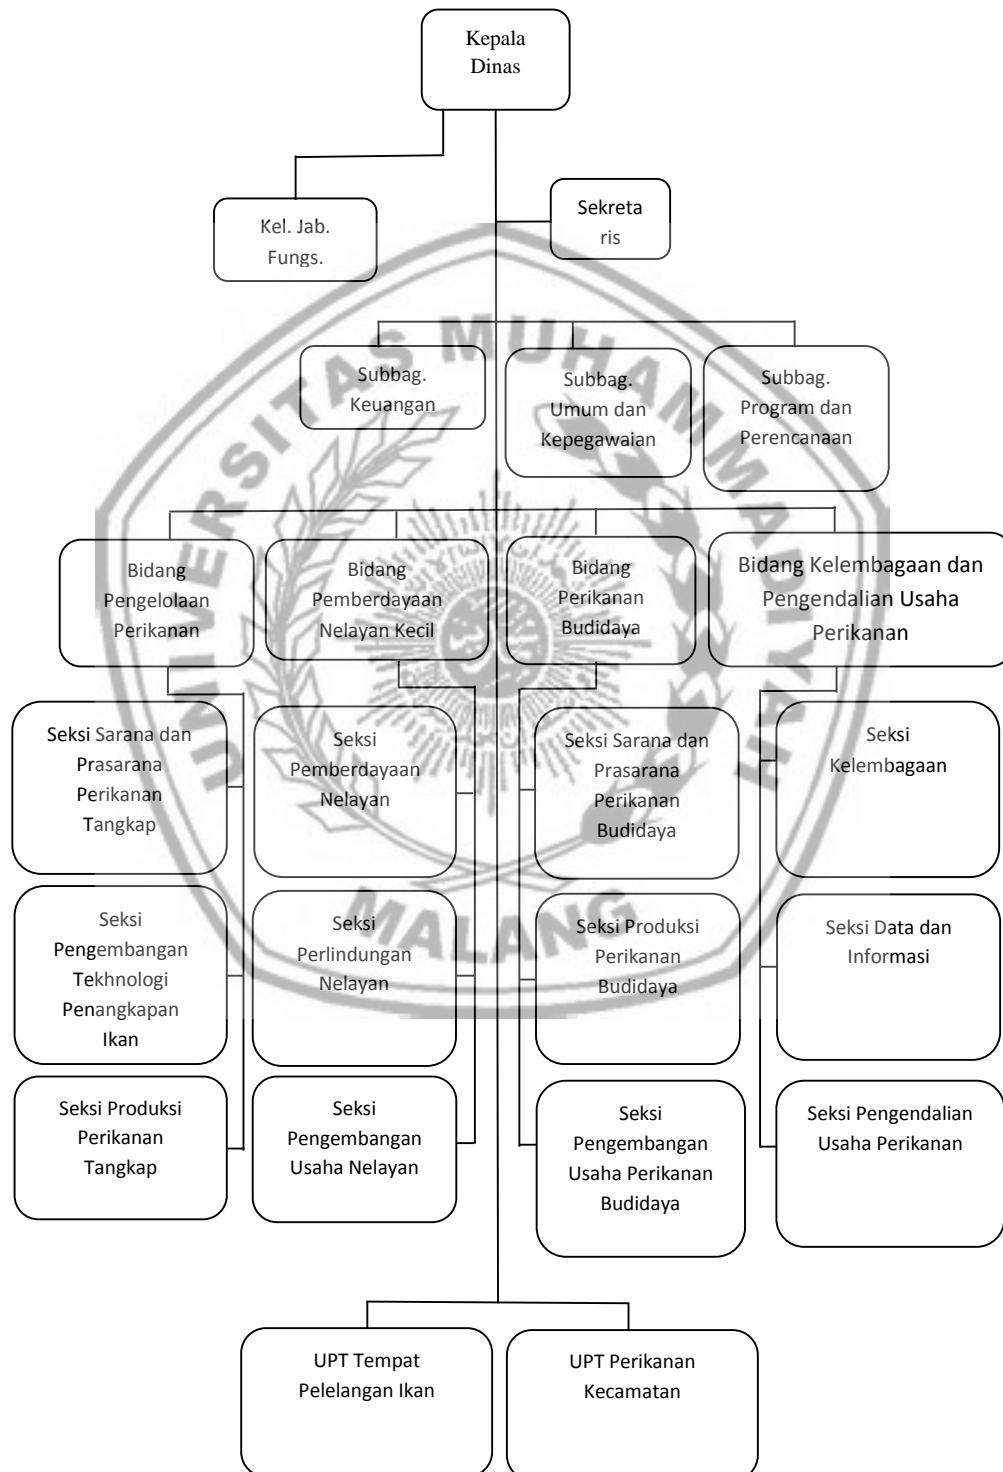 Kepala
Dinas
Kel. Jab.
Fungs.
Sekreta
ris
Subbag.
Keuangan
Subbag.
Umum dan
Kepegawaian
Subbag.
Program dan
Perencanaan
Bidang
Pengelolaan
Perikanan
Bidang
Pemberdayaan
Nelayan Kecil
Bidang
Perikanan
Budidaya
Bidang Kelembagaan dan
Pengendalian Usaha
Perikanan
Seksi Sarana dan
Prasarana
Perikanan
Tangkap
Seksi
Pemberdayaan
Nelayan
Seksi Sarana dan
Prasarana
Perikanan
Budidaya
Seksi
Kelembagaan
Seksi
Pengembangan
Tekhnologi
Penangkapan
Ikan
Seksi
Perlindungan
Nelayan
Seksi Produksi
Perikanan
Budidaya
Seksi Data dan
Informasi
Seksi Produksi
Perikanan
Tangkap
Seksi
Pengembangan
Usaha Nelayan
Seksi
Pengembangan
Usaha Perikanan
Budidaya
Seksi Pengendalian
Usaha Perikanan
UPT Tempat
Pelelangan Ikan
UPT Perikanan
Kecamatan
UNIVERSITAS MUHAMMADIYAH
MALANG